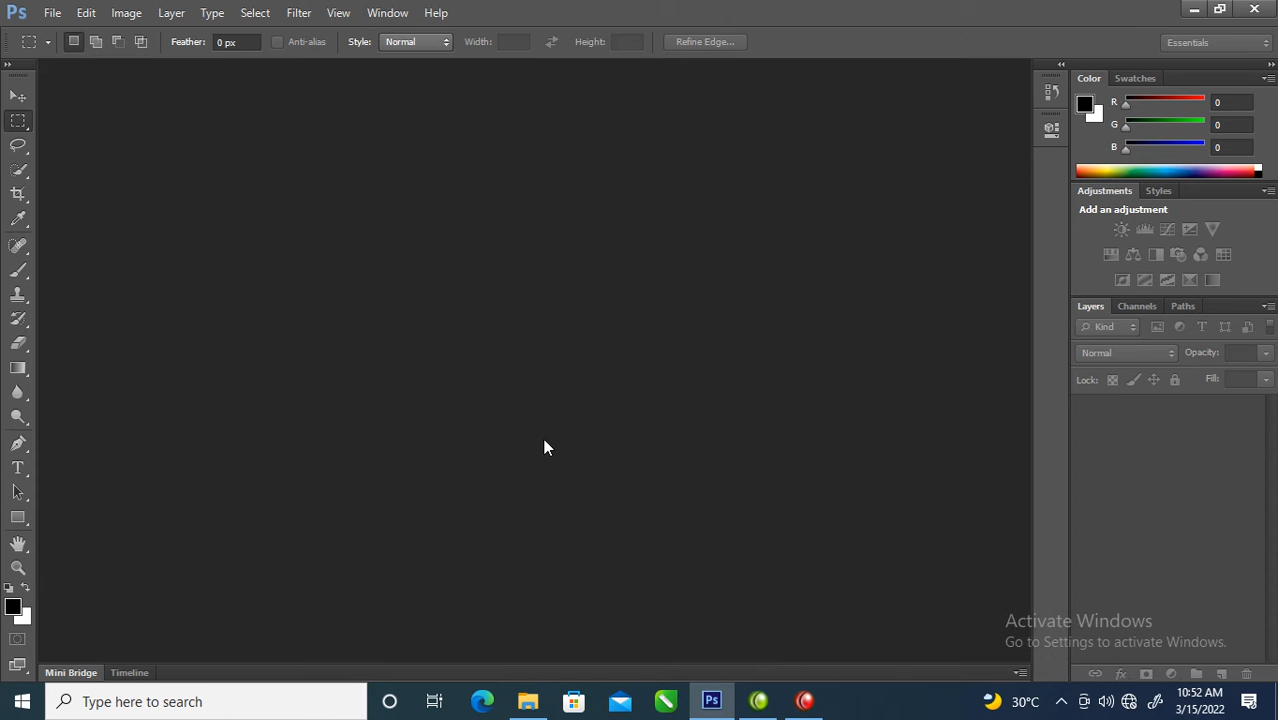 Ps File Edit Image Layer Type Select Filter View Window Help
Feather: 0 px Anti-alias Style: Normal Width: Height: Refine Edge... Essentials
Color Swatches
R 0
G 0
B 0
Adjustments Styles
Add an adjustment
Layers Channels Paths
Kind T
Normal Opacity:
Lock: Fill:
T
fx
Activate Windows
Go to Settings to activate Windows.
Mini Bridge Timeline
Type here to search Ps 30°C 10:52 AM
3/15/2022